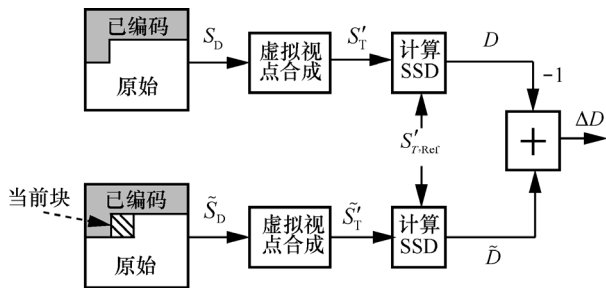 已编码
原始
S_D
虚拟视
点合成
S′_T
计算
SSD
D
-1
S′_T·Ref
+
ΔD
当前块
已编码
原始
S̃_D
虚拟视
点合成
S̃′_T
计算
SSD
D̃